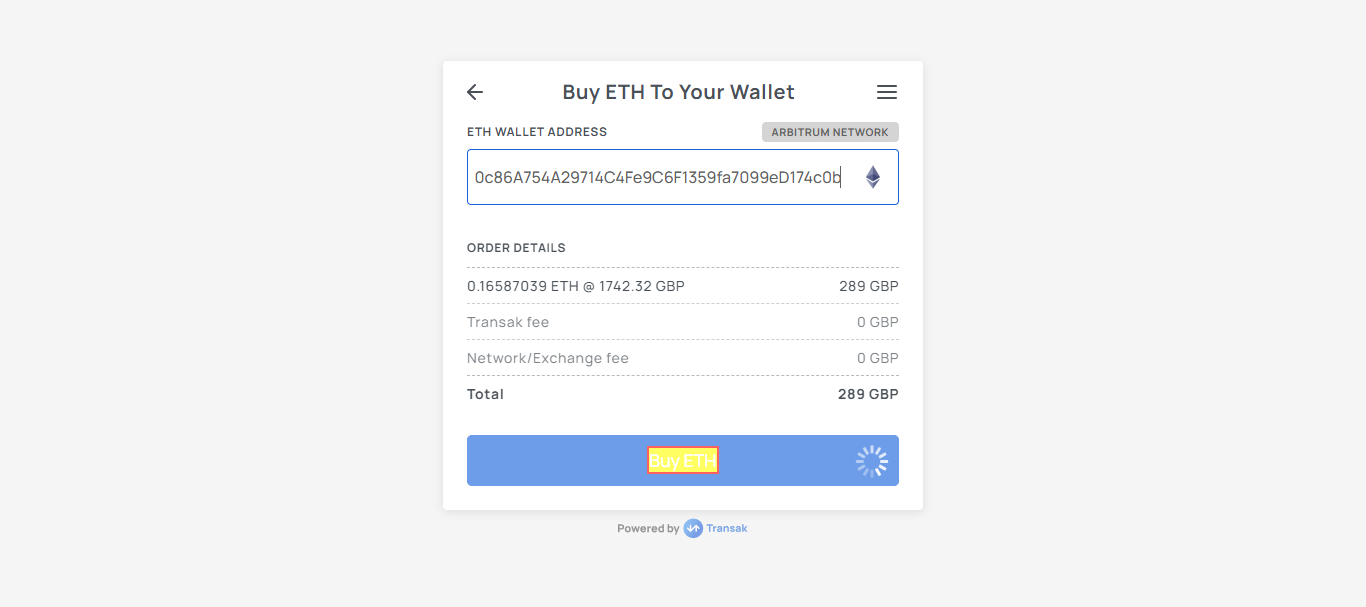 Buy ETH To Your Wallet
ETH WALLET ADDRESS ARBITRUM NETWORK
0c86A754A29714C4Fe9C6F1359fa7099eD174c0b
ORDER DETAILS
0.16587039 ETH @ 1742.32 GBP 289 GBP
Transak fee 0 GBP
Network/Exchange fee 0 GBP
Total 289 GBP
Buy ETH
Powered by Transak